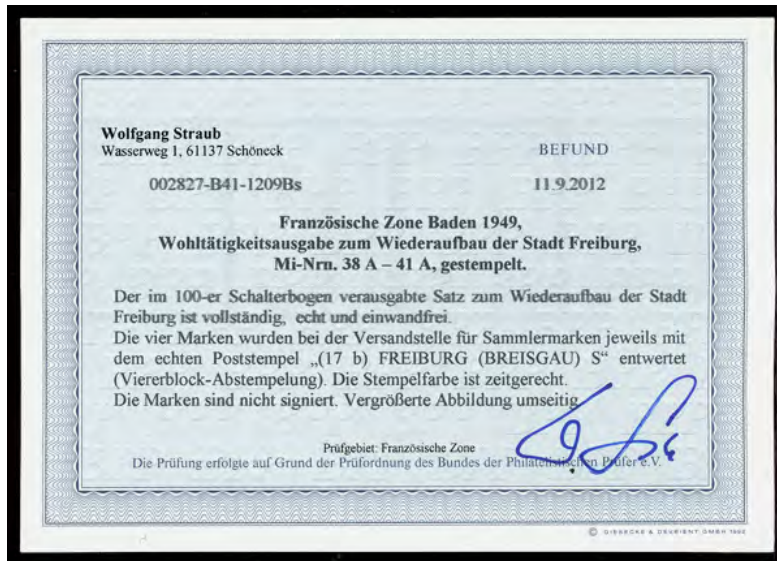 Wolfgang Straub
Wasserweg 1, 61137 Schöneck
BEFUND
002827-B41-1209Bs
11.9.2012
Französische Zone Baden 1949,
Wohltätigkeitsausgabe zum Wiederaufbau der Stadt Freiburg,
Mi-Nrn. 38 A – 41 A, gestempelt.
Der im 100-er Schalterbogen verausgabte Satz zum Wiederaufbau der Stadt
Freiburg ist vollständig, echt und einwandfrei.
Die vier Marken wurden bei der Versandstelle für Sammlermarken jeweils mit
dem echten Poststempel „(17 b) FREIBURG (BREISGAU) S“ entwertet
(Viererblock-Abstempelung). Die Stempelfarbe ist zeitgerecht.
Die Marken sind nicht signiert. Vergrößerte Abbildung umseitig.
Prüfgebiet: Französische Zone
Die Prüfung erfolgte auf Grund der Prüfordnung des Bundes der Philatelistischen Prüfer e.V.
© GIESECKE & DEVRIENT GMBH 1992